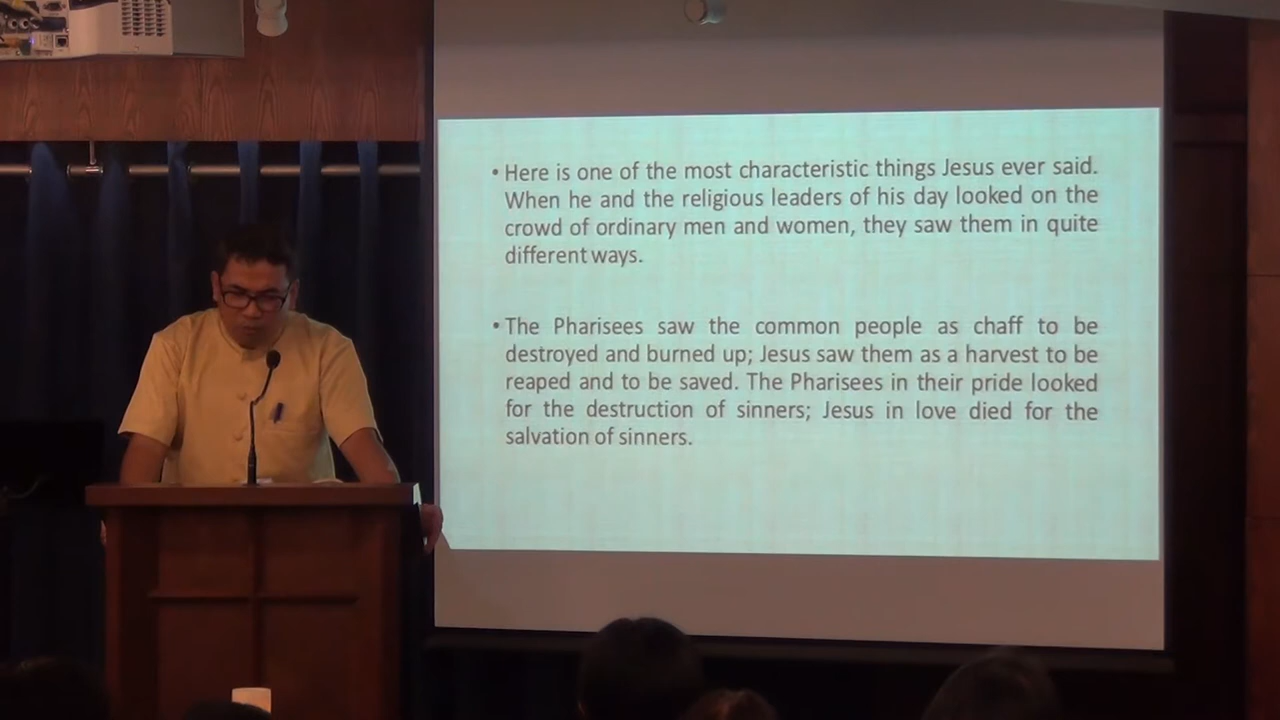 • Here is one of the most characteristic things Jesus ever said.
When he and the religious leaders of his day looked on the
crowd of ordinary men and women, they saw them in quite
different ways.
• The Pharisees saw the common people as chaff to be
destroyed and burned up; Jesus saw them as a harvest to be
reaped and to be saved. The Pharisees in their pride looked
for the destruction of sinners; Jesus in love died for the
salvation of sinners.